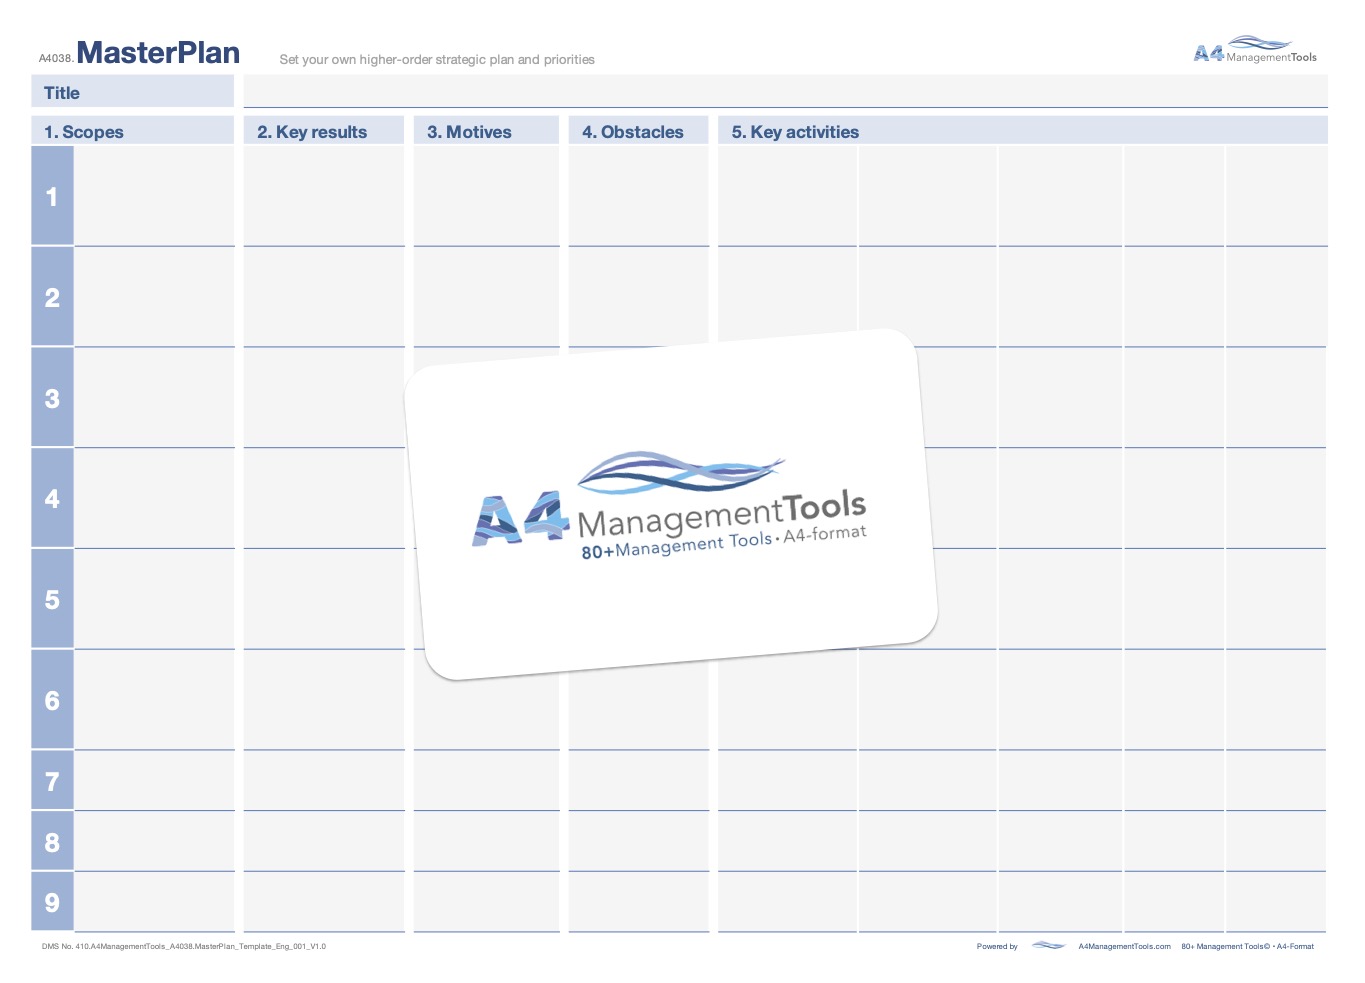 A4038. MasterPlan
Set your own higher-order strategic plan and priorities
A4 ManagementTools
Title
1. Scopes
2. Key results
3. Motives
4. Obstacles
5. Key activities
1
2
3
4
5
6
7
8
9
A4 ManagementTools
80+Management Tools • A4-format
DMS No. 410.A4ManagementTools_A4038.MasterPlan_Template_Eng_001_V1.0
Powered by
A4ManagementTools.com
80+ Management Tools© • A4-Format